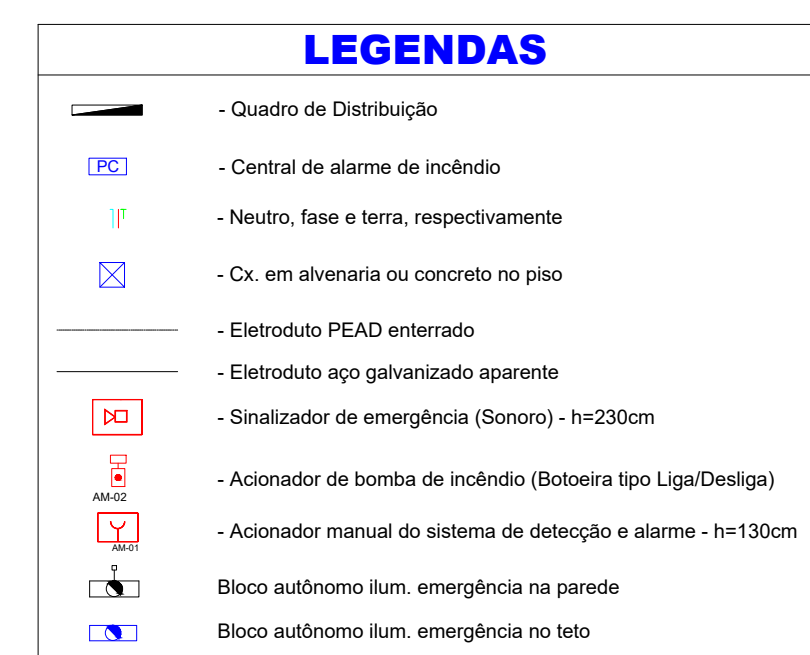 LEGENDAS
- Quadro de Distribuição
PC - Central de alarme de incêndio
- Neutro, fase e terra, respectivamente
- Cx. em alvenaria ou concreto no piso
- Eletroduto PEAD enterrado
- Eletroduto aço galvanizado aparente
- Sinalizador de emergência (Sonoro) - h=230cm
- Acionador de bomba de incêndio (Botoeira tipo Liga/Desliga)
AM-02
- Acionador manual do sistema de detecção e alarme - h=130cm
AM-01
Bloco autônomo ilum. emergência na parede
Bloco autônomo ilum. emergência no teto